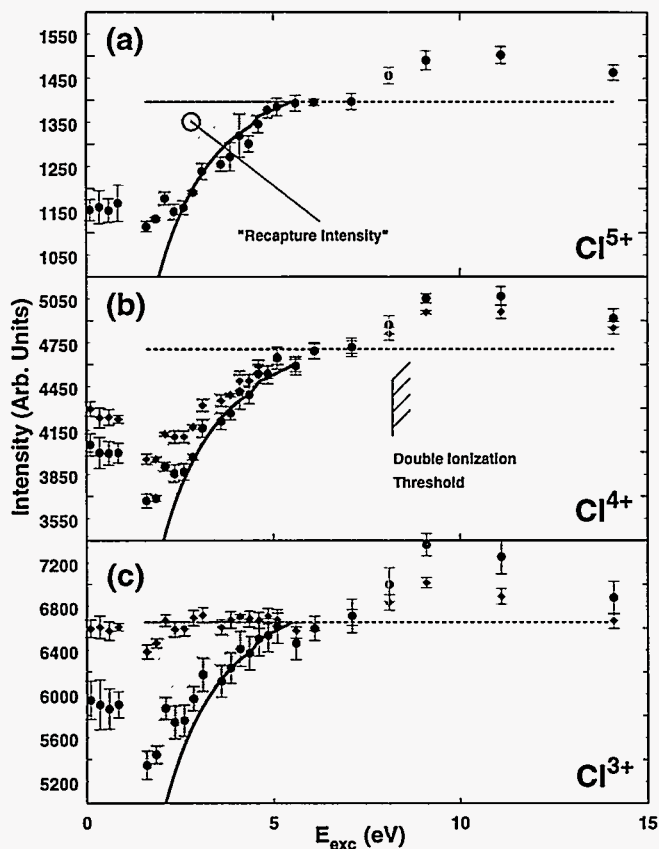 (a)
1550
1450
1350
1250
1150
1050
"Recapture Intensity"
Cl5+
(b)
5050
4750
4450
4150
3850
3550
Double Ionization
Threshold
Cl4+
(c)
7200
6800
6400
6000
5600
5200
Cl3+
Intensity (Arb. Units)
0
5
10
15
Eexc (eV)